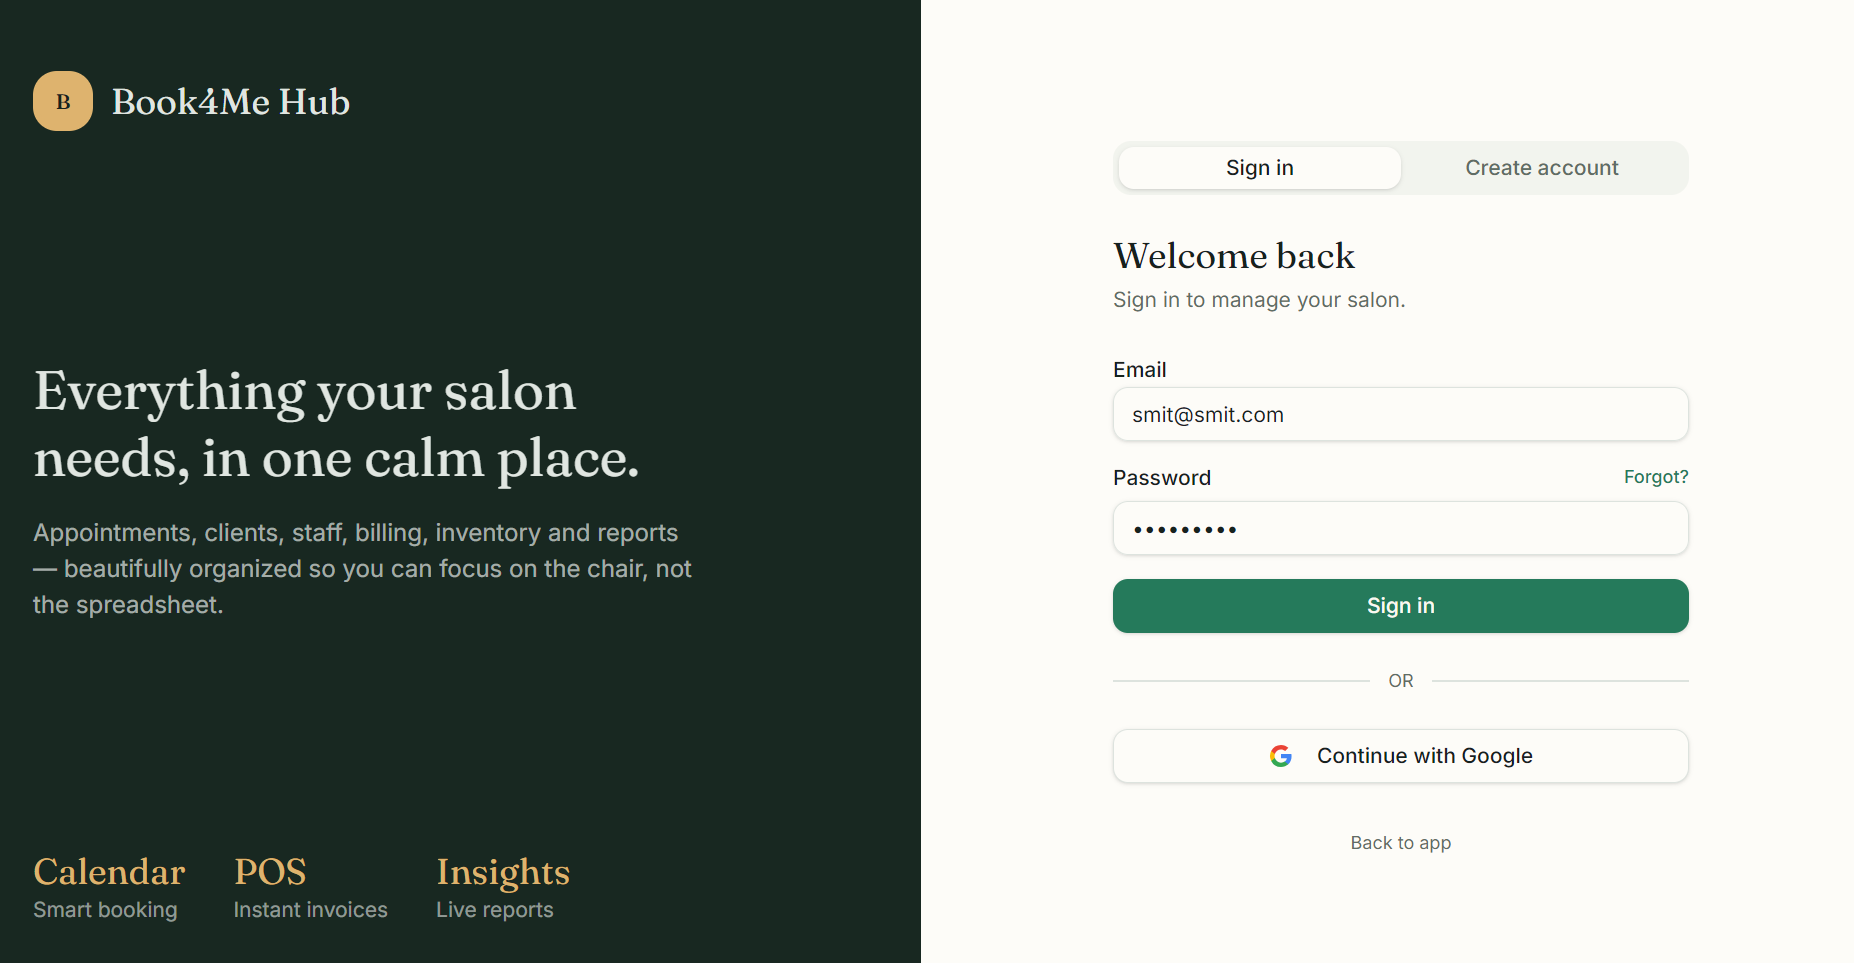 B
Book4Me Hub
Everything your salon
needs, in one calm place.
Appointments, clients, staff, billing, inventory and reports
— beautifully organized so you can focus on the chair, not
the spreadsheet.
Calendar
Smart booking
POS
Instant invoices
Insights
Live reports
Sign in
Create account
Welcome back
Sign in to manage your salon.
Email
smit@smit.com
Password
Forgot?
•••••••••
Sign in
OR
Continue with Google
Back to app